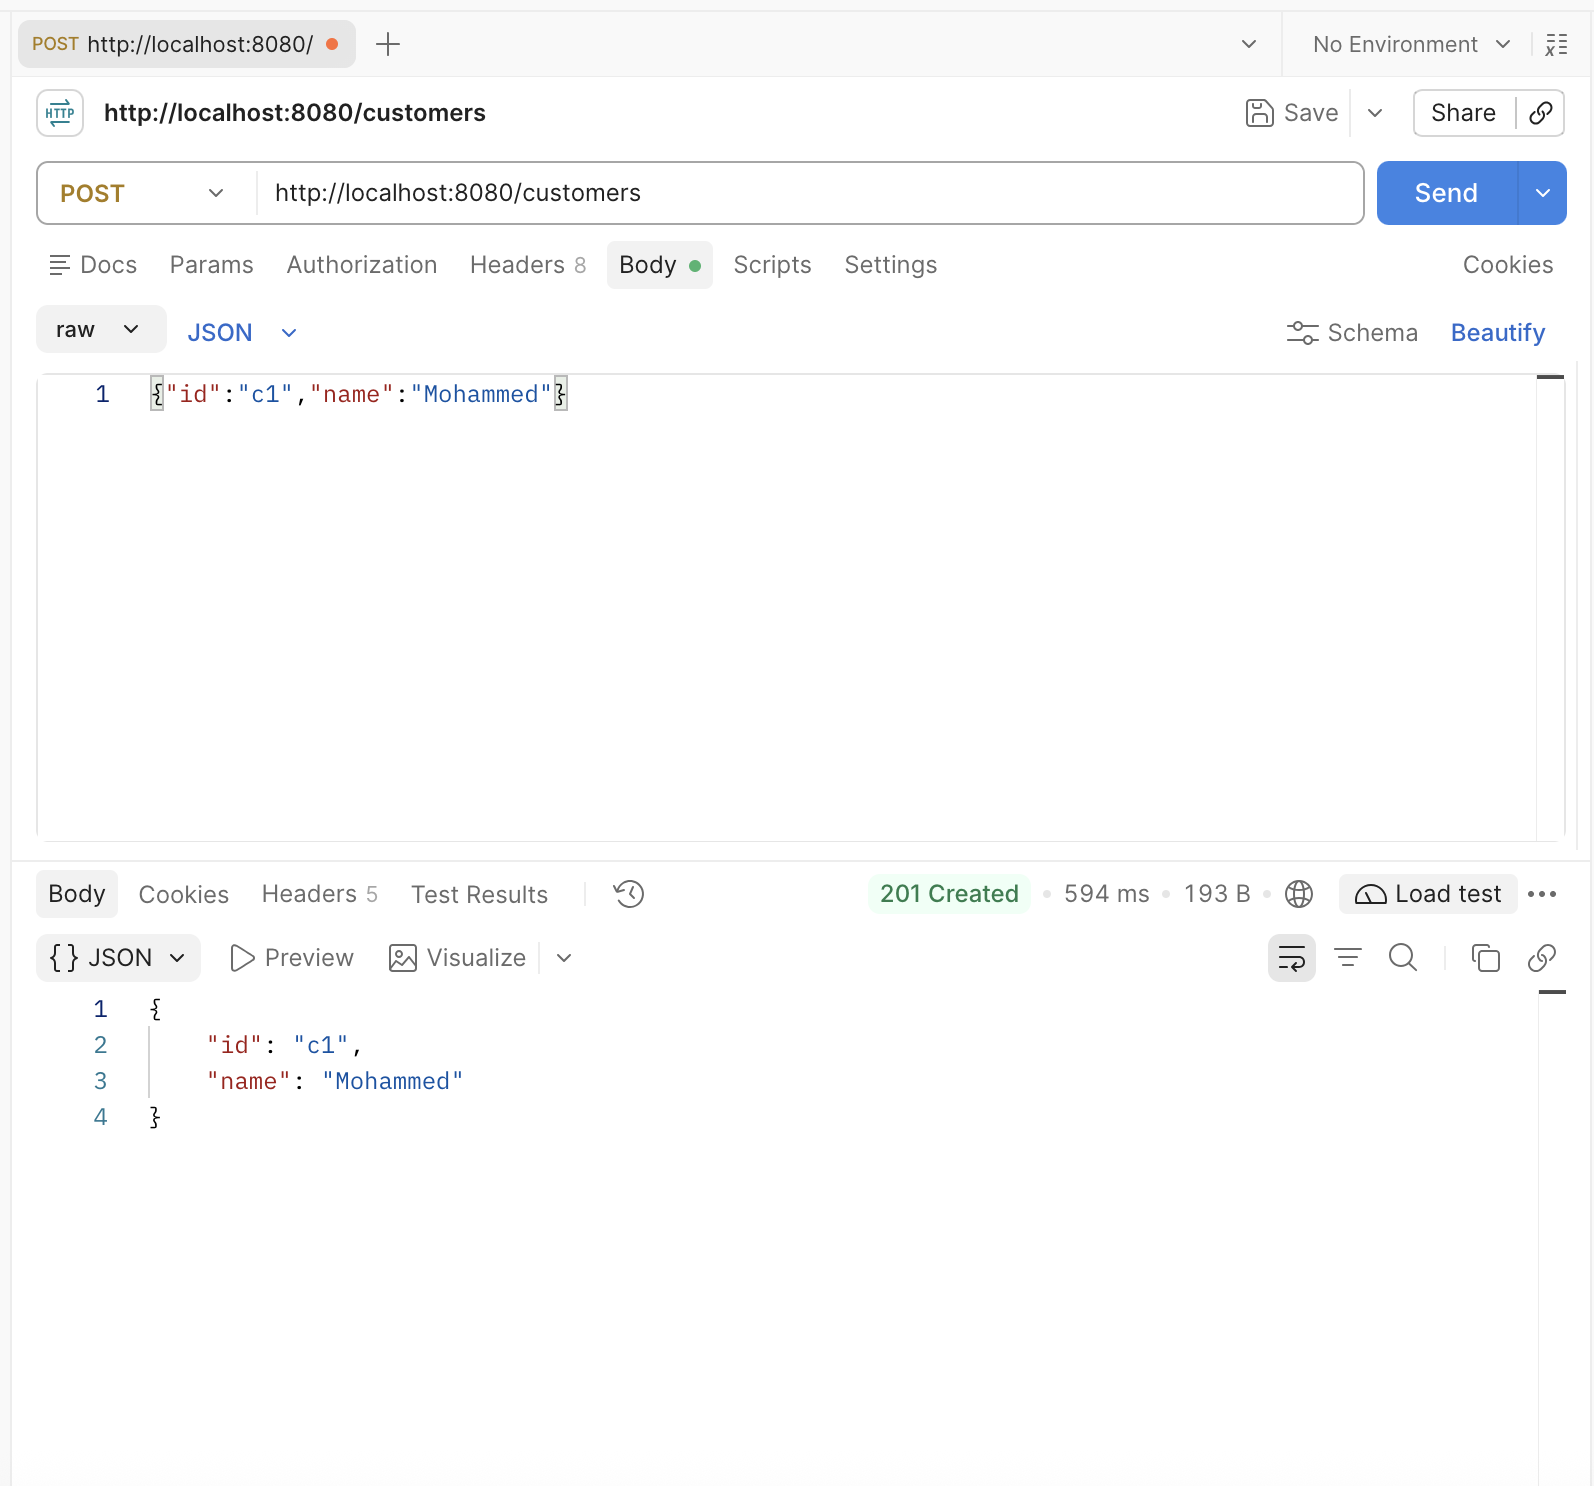 POST http://localhost:8080/
No Environment
HTTP http://localhost:8080/customers
Save
Share
POST http://localhost:8080/customers
Send
Docs Params Authorization Headers 8 Body Scripts Settings Cookies
raw JSON Schema Beautify
1 {"id":"c1","name":"Mohammed"}
Body Cookies Headers 5 Test Results 201 Created • 594 ms • 193 B • Load test
{ } JSON Preview Visualize
1 {
2 "id": "c1",
3 "name": "Mohammed"
4 }